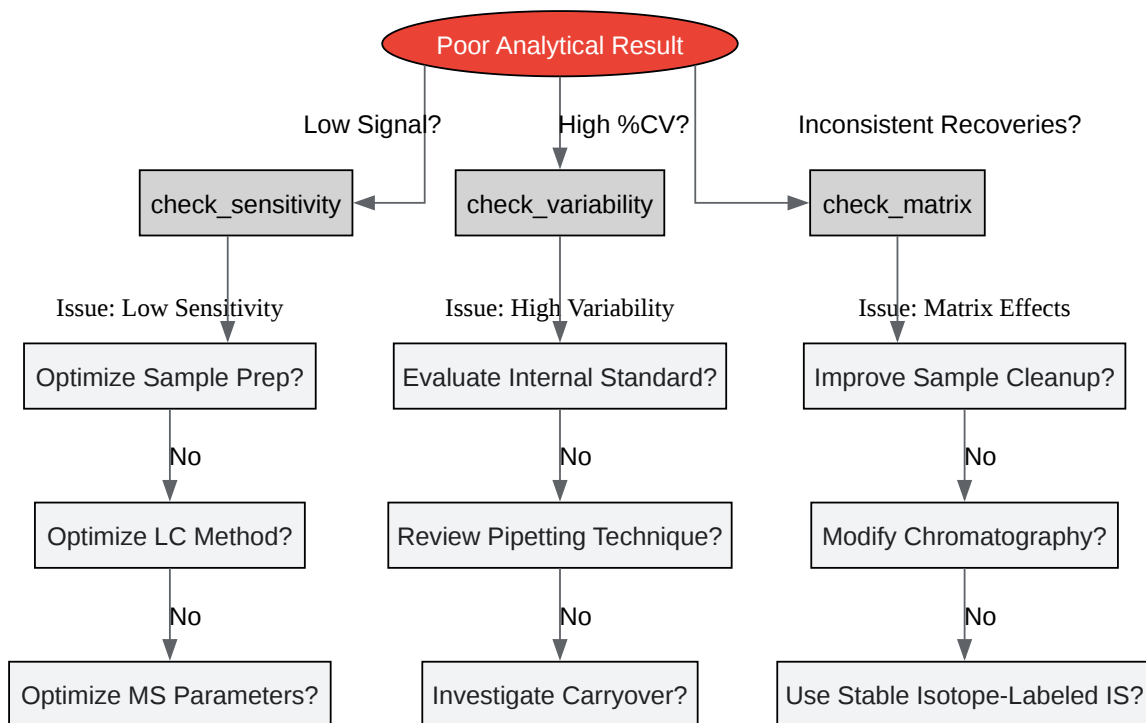 Poor Analytical Result
Low Signal?
High %CV?
Inconsistent Recoveries?
check_sensitivity
check_variability
check_matrix
Issue: Low Sensitivity
Issue: High Variability
Issue: Matrix Effects
Optimize Sample Prep?
Evaluate Internal Standard?
Improve Sample Cleanup?
No
No
No
Optimize LC Method?
Review Pipetting Technique?
Modify Chromatography?
No
No
No
Optimize MS Parameters?
Investigate Carryover?
Use Stable Isotope-Labeled IS?